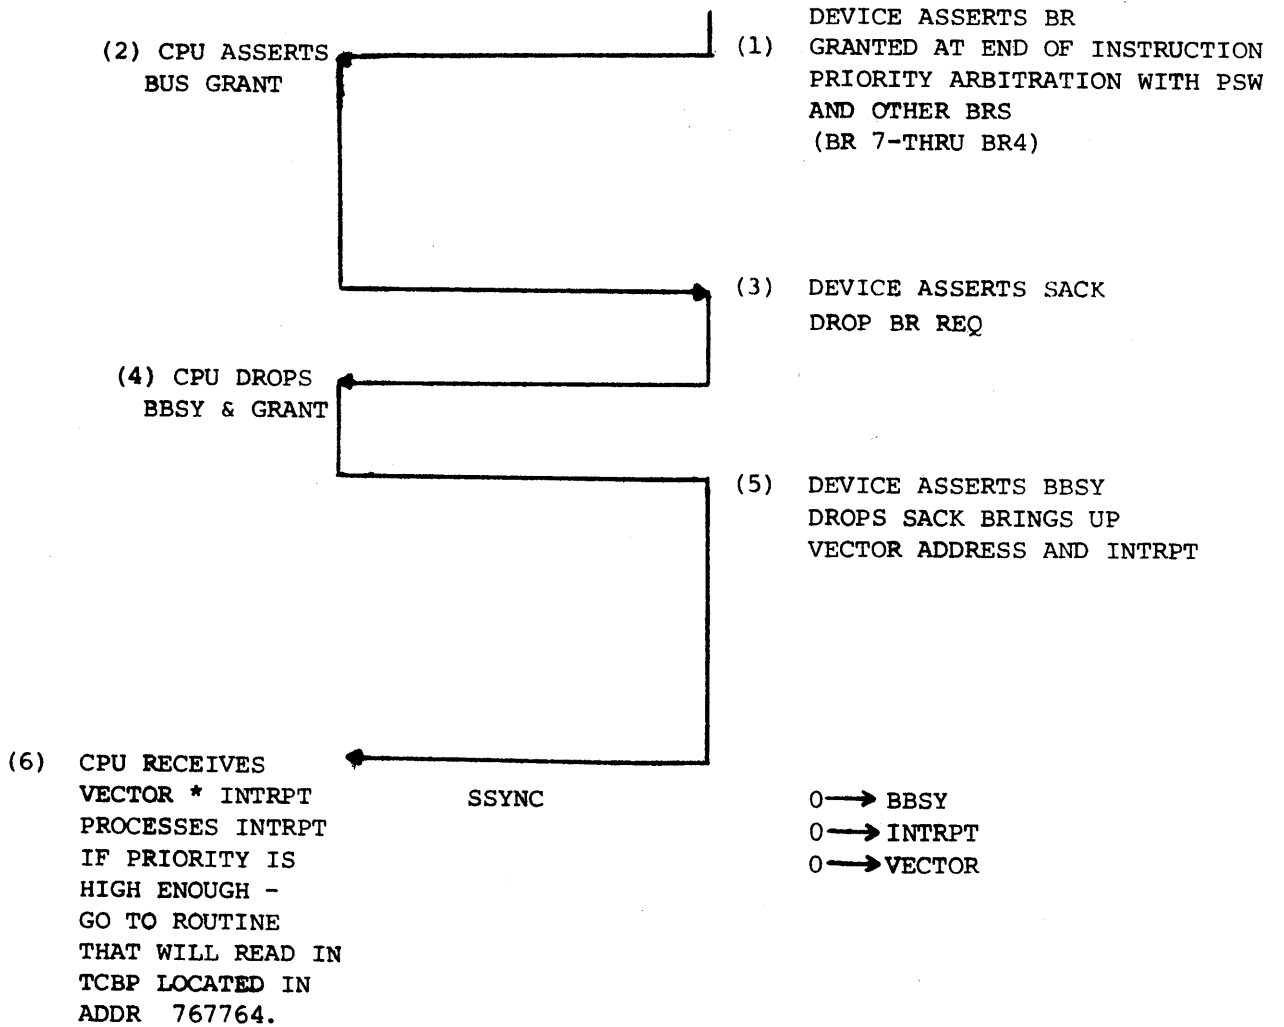 DEVICE ASSERTS BR
(1) GRANTED AT END OF INSTRUCTION
PRIORITY ARBITRATION WITH PSW
AND OTHER BRS
(BR 7-THRU BR4)
(2) CPU ASSERTS
BUS GRANT
(3) DEVICE ASSERTS SACK
DROP BR REQ
(4) CPU DROPS
BBSY & GRANT
(5) DEVICE ASSERTS BBSY
DROPS SACK BRINGS UP
VECTOR ADDRESS AND INTRPT
(6) CPU RECEIVES
VECTOR * INTRPT
PROCESSES INTRPT
IF PRIORITY IS
HIGH ENOUGH -
GO TO ROUTINE
THAT WILL READ IN
TCBP LOCATED IN
ADDR 767764.
SSYNC
0→ BBSY
0→ INTRPT
0→ VECTOR